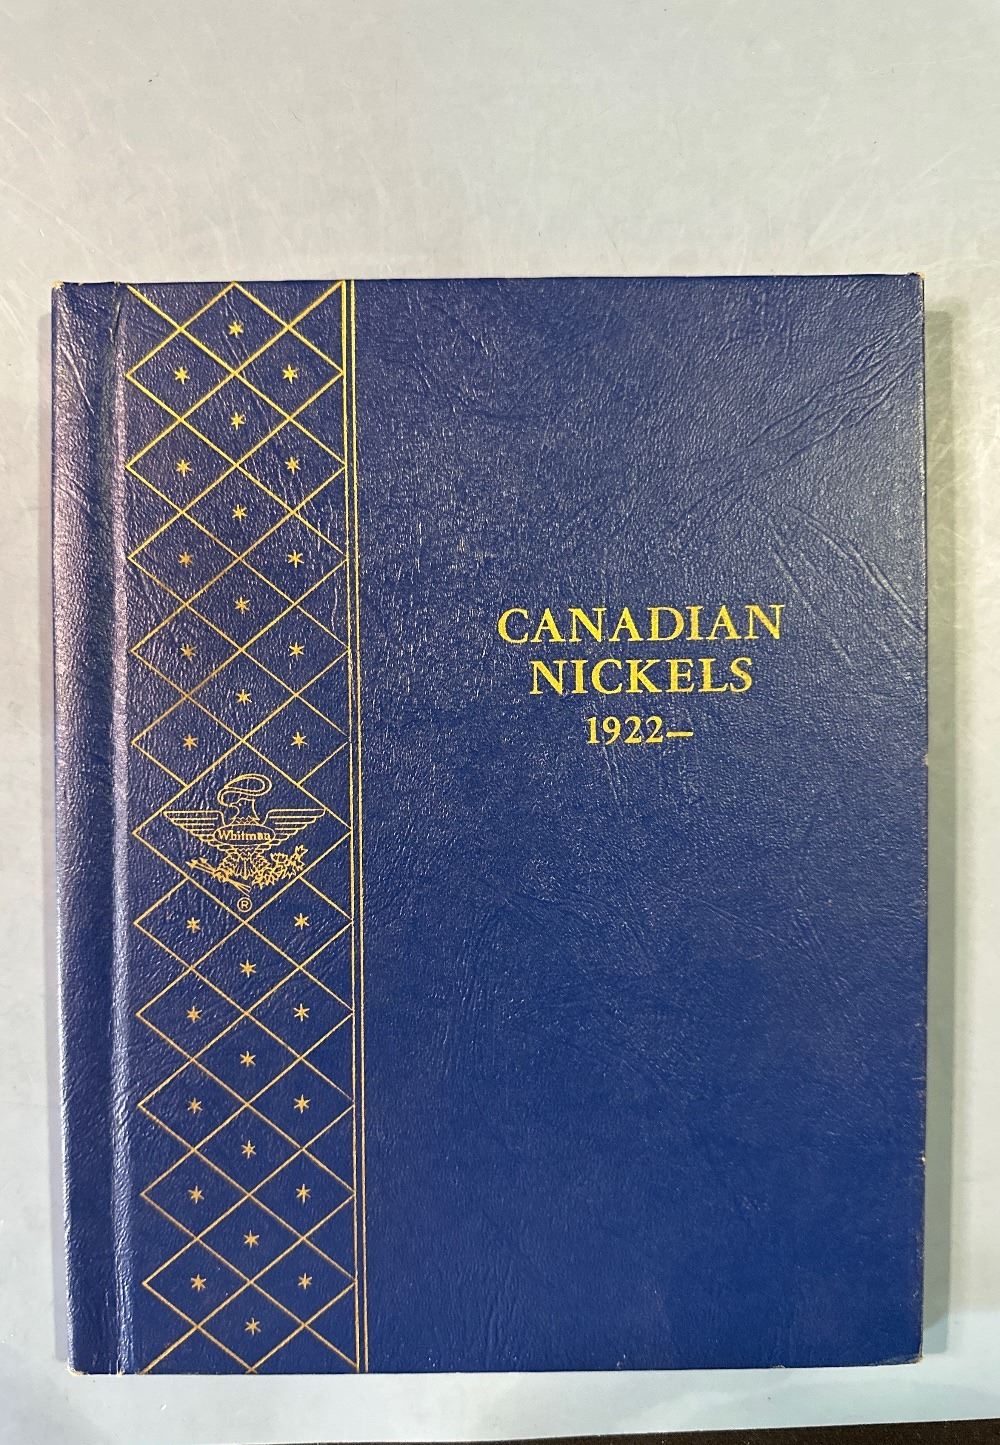 CANADIAN
NICKELS
1922–
Whitman
®